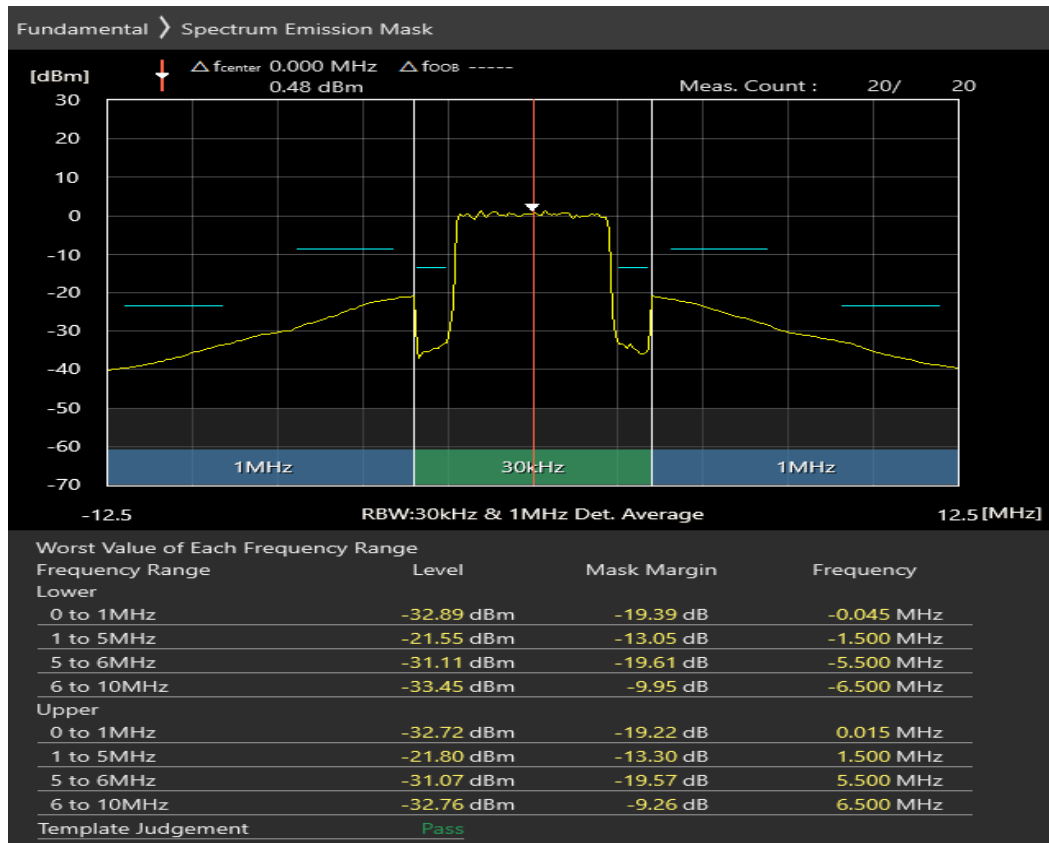 Fundamental ❯ Spectrum Emission Mask
[dBm] △ fcenter 0.000 MHz △ fOOB -----
0.48 dBm Meas. Count : 20/ 20
30
20
10
0
-10
-20
-30
-40
-50
-60
1MHz 30kHz 1MHz
-70
-12.5 RBW:30kHz & 1MHz Det. Average 12.5 [MHz]
Worst Value of Each Frequency Range
Frequency Range Level Mask Margin Frequency
Lower
0 to 1MHz -32.89 dBm -19.39 dB -0.045 MHz
1 to 5MHz -21.55 dBm -13.05 dB -1.500 MHz
5 to 6MHz -31.11 dBm -19.61 dB -5.500 MHz
6 to 10MHz -33.45 dBm -9.95 dB -6.500 MHz
Upper
0 to 1MHz -32.72 dBm -19.22 dB 0.015 MHz
1 to 5MHz -21.80 dBm -13.30 dB 1.500 MHz
5 to 6MHz -31.07 dBm -19.57 dB 5.500 MHz
6 to 10MHz -32.76 dBm -9.26 dB 6.500 MHz
Template Judgement Pass